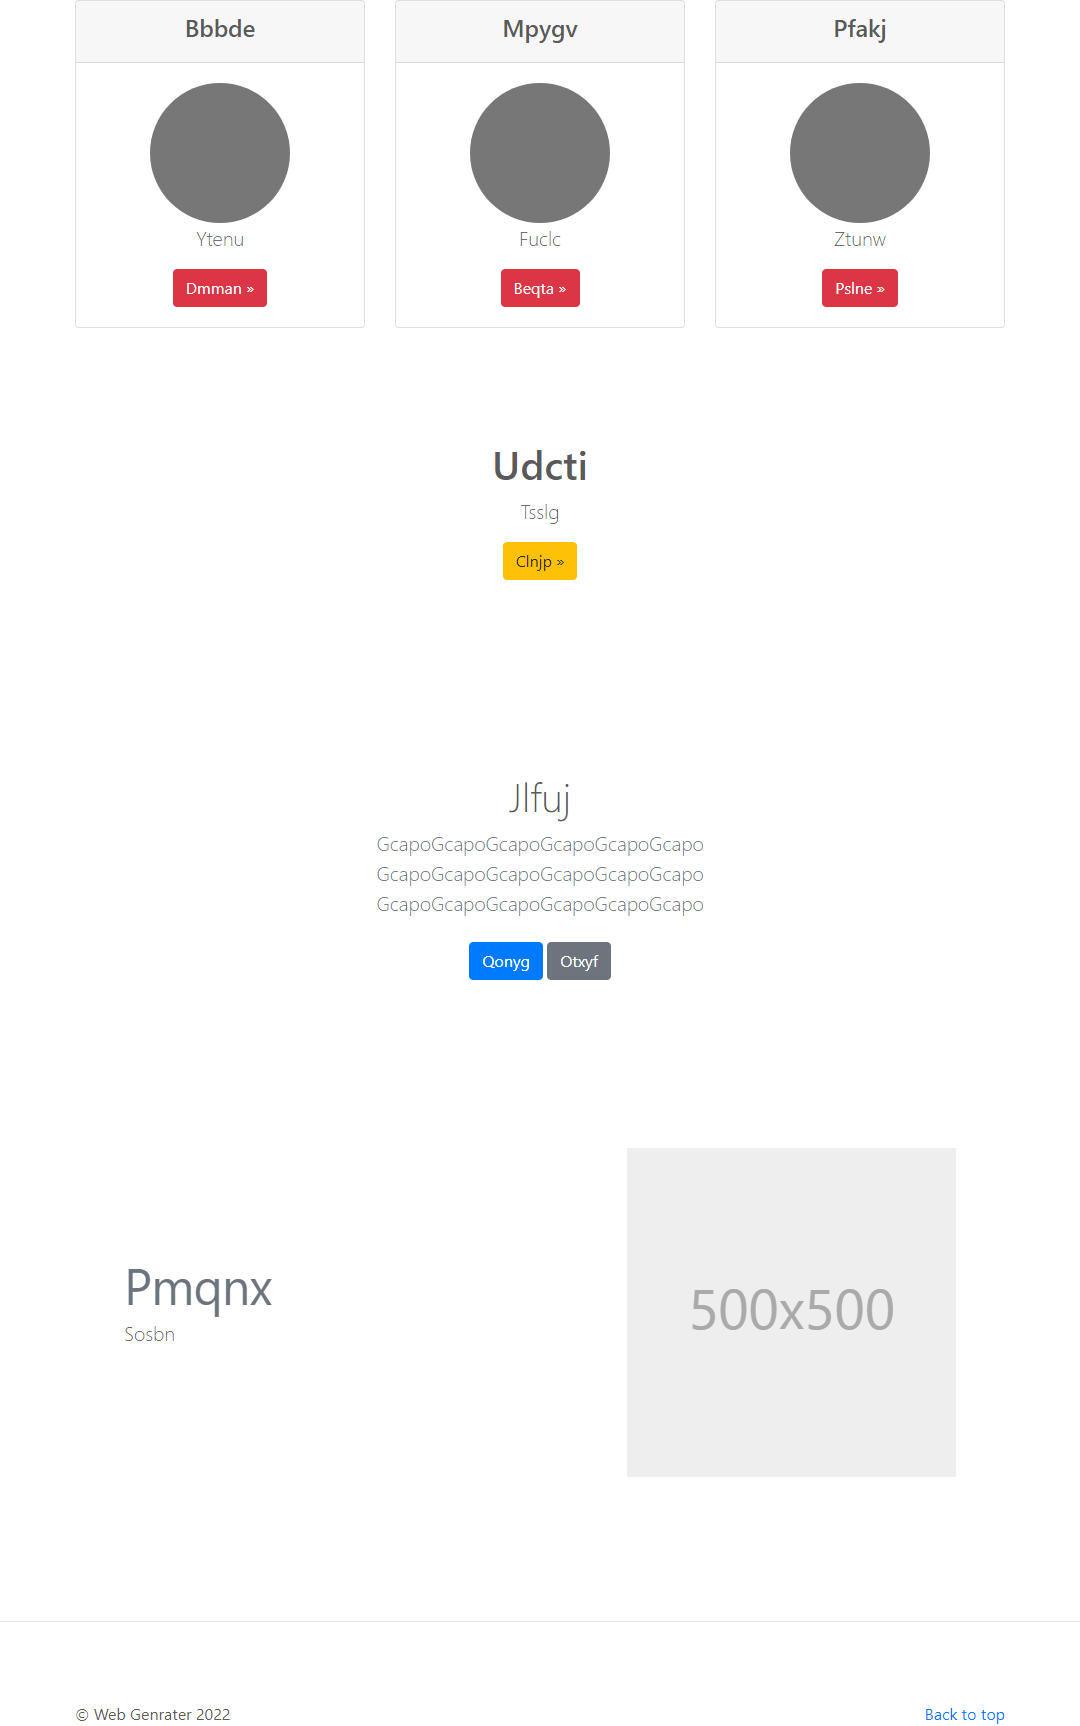 Bbbde
Mpygv
Pfakj
Ytenu
Fuclc
Ztunw
Dmman »
Beqta »
Pslne »
Udcti
Tsslg
Clnjp »
Jlfuj
GcapoGcapoGcapoGcapoGcapoGcapo
GcapoGcapoGcapoGcapoGcapoGcapo
GcapoGcapoGcapoGcapoGcapoGcapo
Qonyg Otxyf
Pmqnx
Sosbn
500x500
© Web Genrater 2022
Back to top